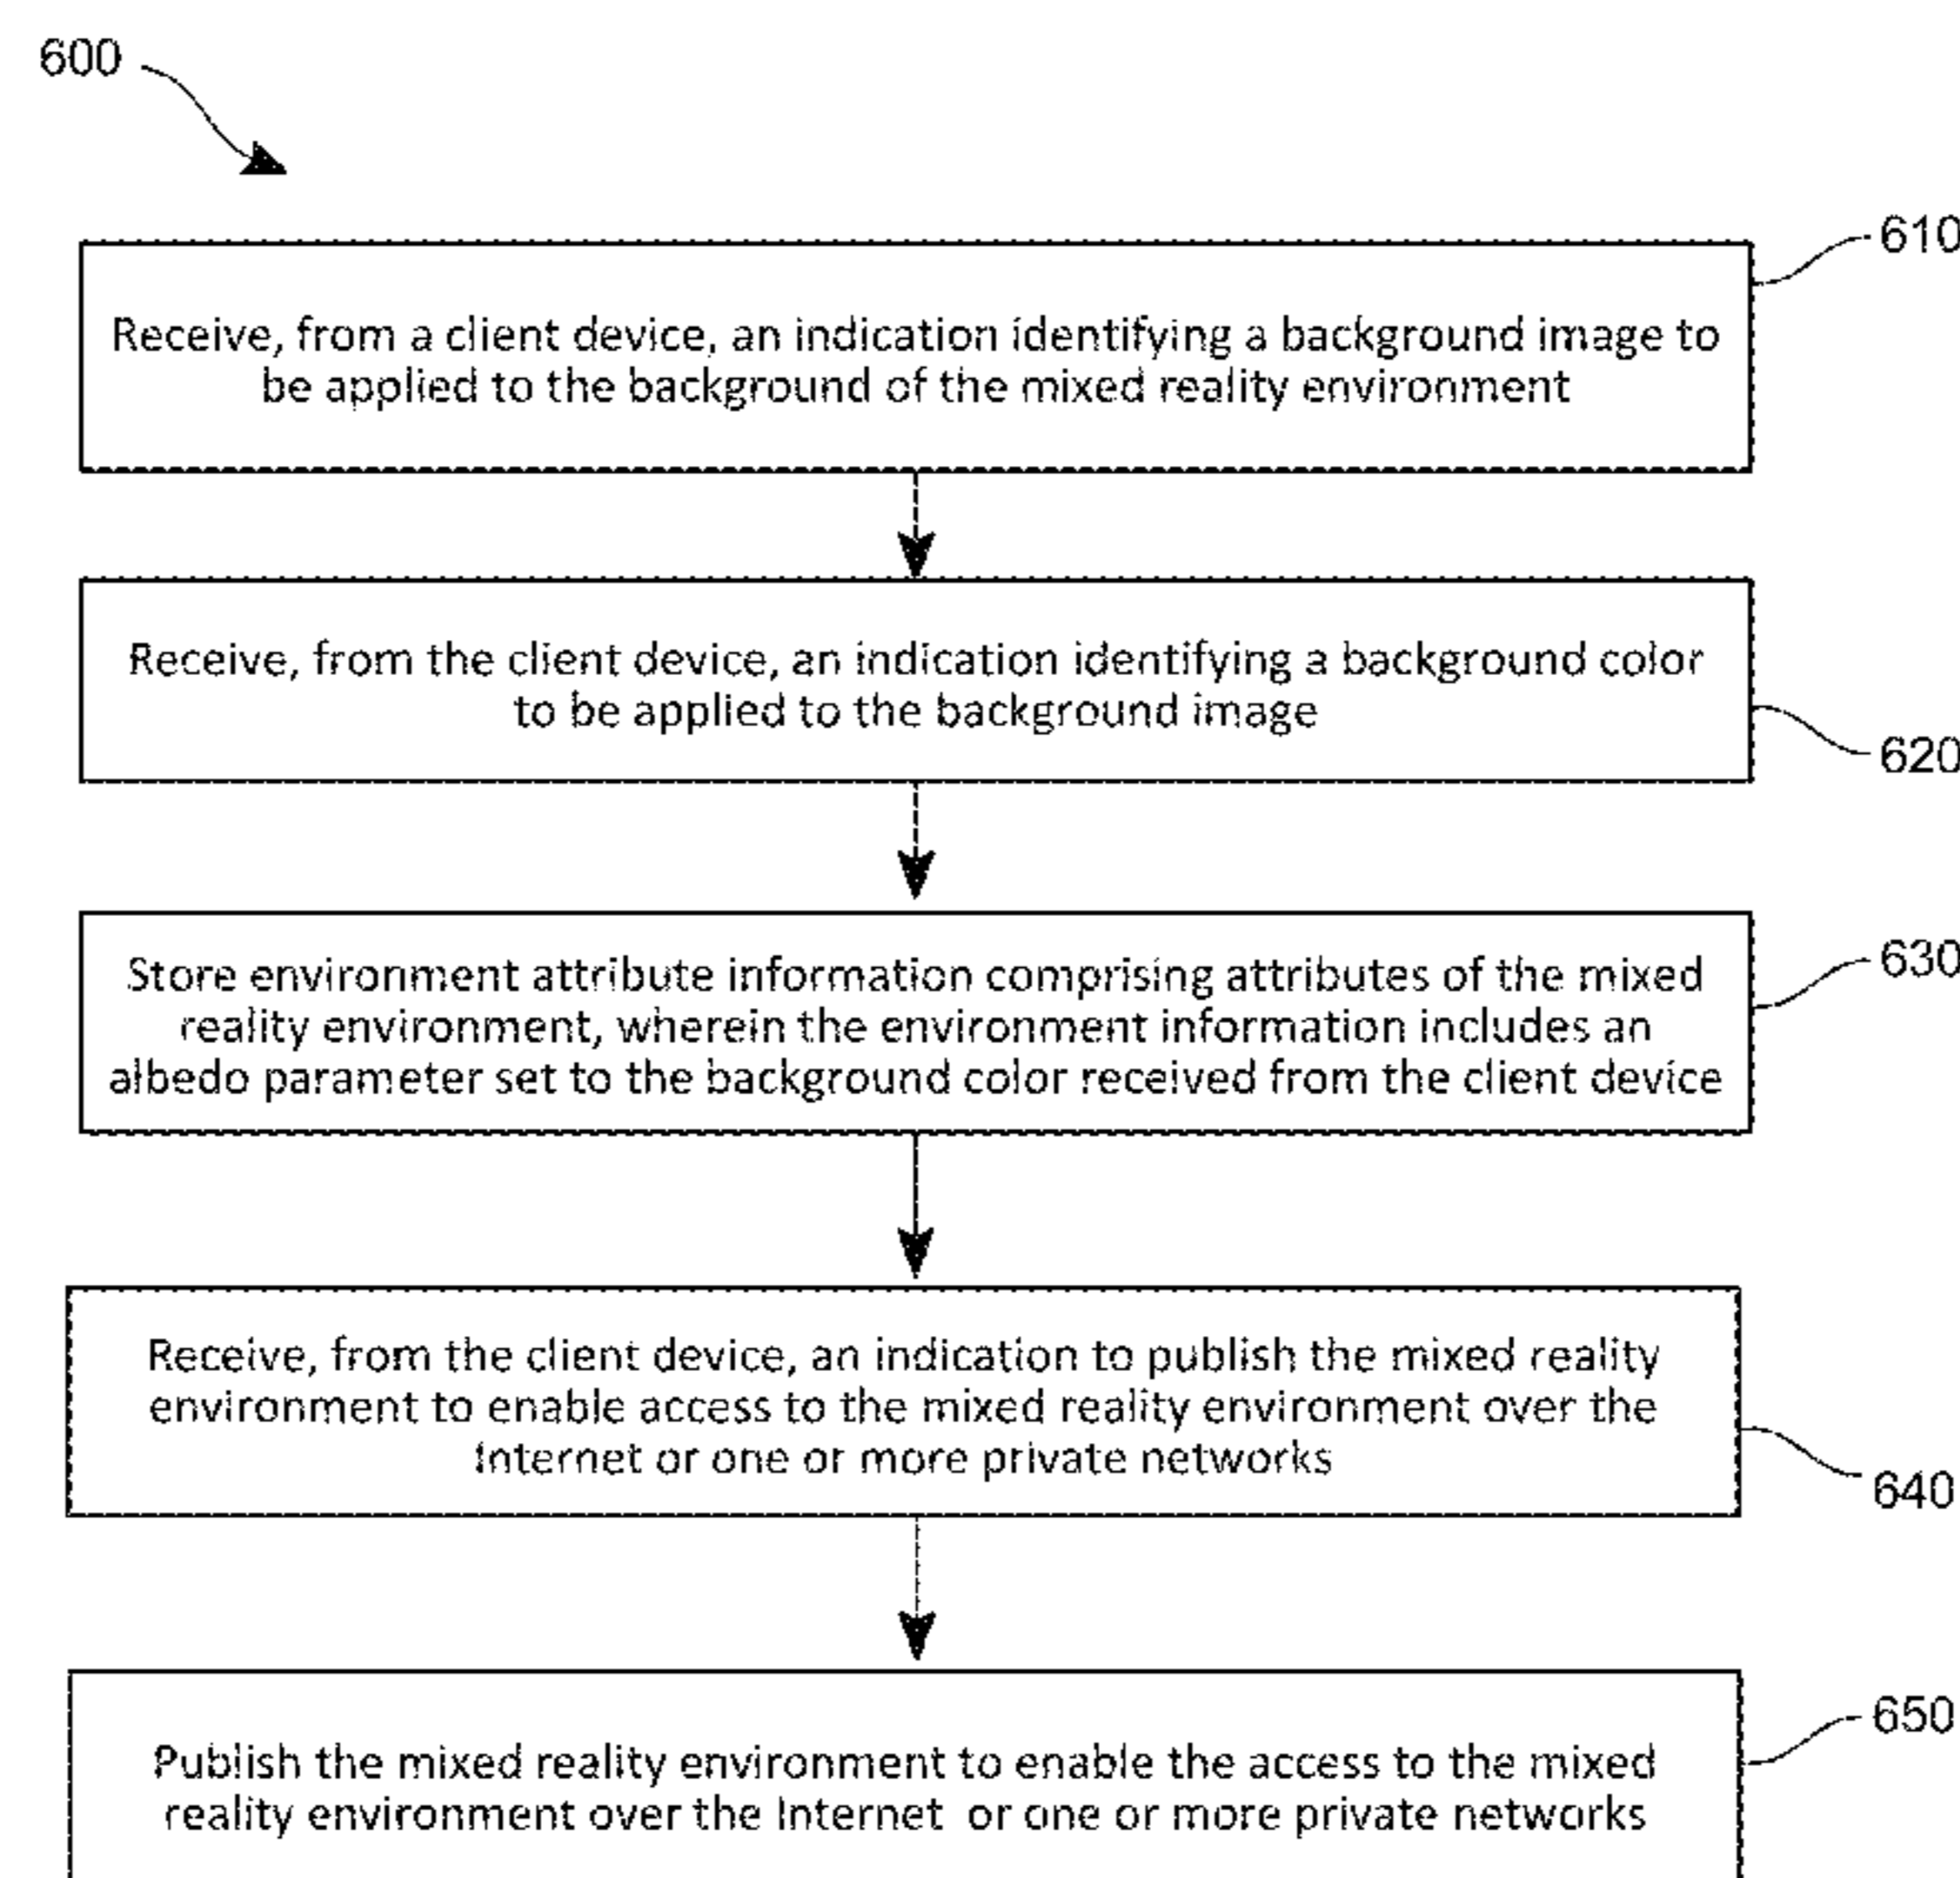 600
610
Receive, from a client device, an indication identifying a background image to
be applied to the background of the mixed reality environment
Receive, from the client device, an indication identifying a background color
to be applied to the background image
620
630
Store environment attribute information comprising attributes of the mixed
reality environment, wherein the environment information includes an
albedo parameter set to the background color received from the client device
Receive, from the client device, an indication to publish the mixed reality
environment to enable access to the mixed reality environment over the
Internet or one or more private networks
640
650
Publish the mixed reality environment to enable the access to the mixed
reality environment over the Internet or one or more private networks